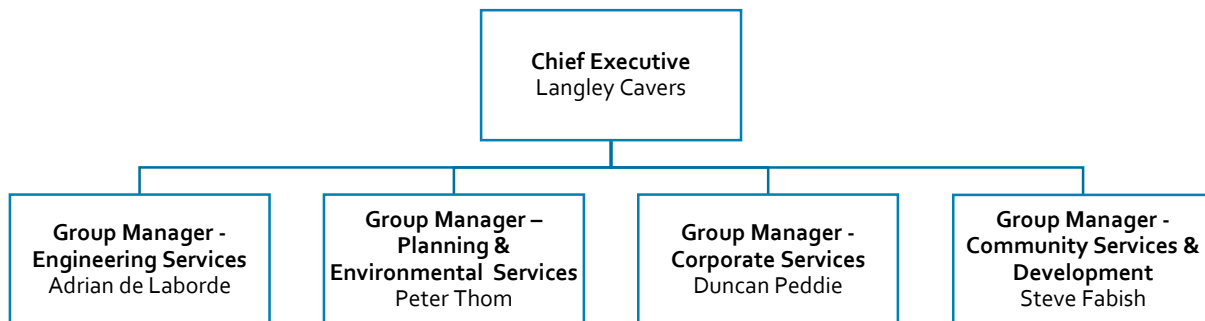 Chief Executive
Langley Cavers
Group Manager -
Engineering Services
Adrian de Laborde
Group Manager –
Planning &
Environmental Services
Peter Thom
Group Manager -
Corporate Services
Duncan Peddie
Group Manager -
Community Services &
Development
Steve Fabish